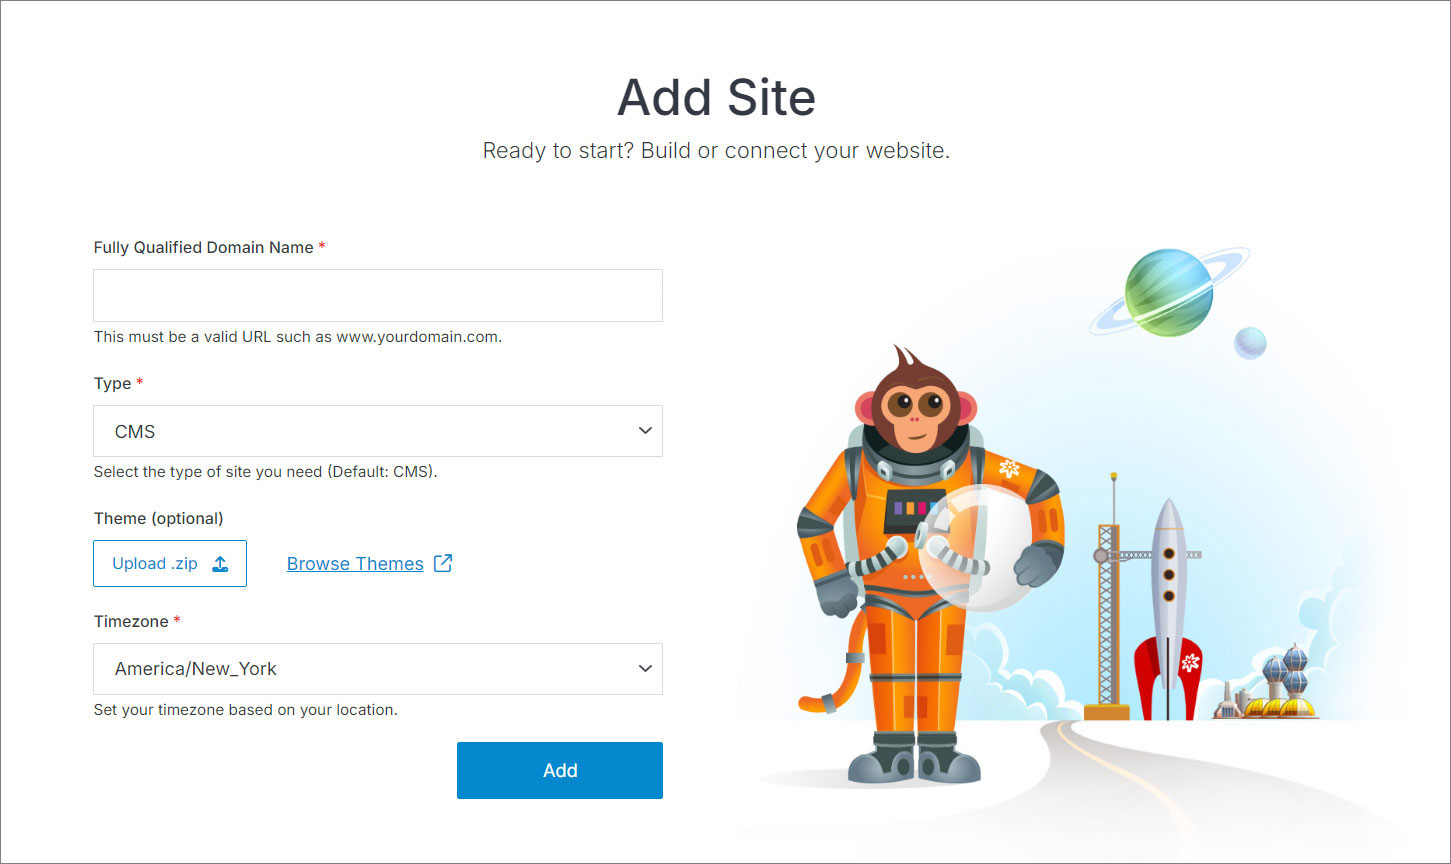 Add Site
Ready to start? Build or connect your website.
Fully Qualified Domain Name *
This must be a valid URL such as www.yourdomain.com.
Type *
CMS
Select the type of site you need (Default: CMS).
Theme (optional)
Upload .zip
Browse Themes
Timezone *
America/New_York
Set your timezone based on your location.
Add